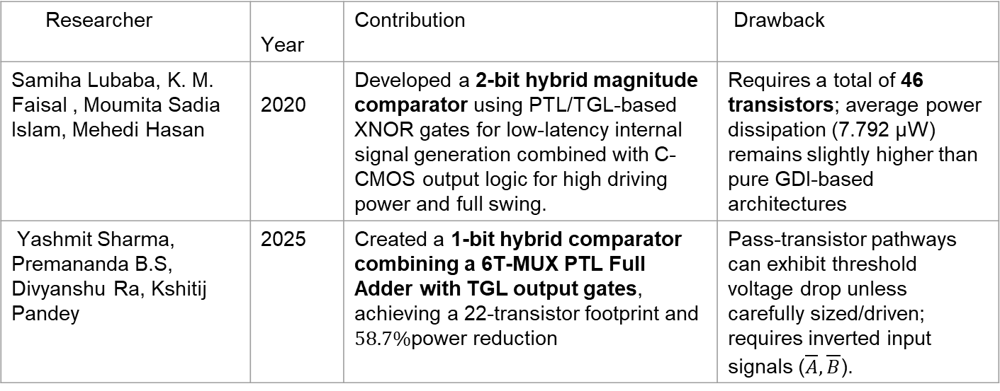 Researcher
Year
Contribution
Drawback
Samiha Lubaba, K. M.
Faisal , Moumita Sadia
Islam, Mehedi Hasan
2020
Developed a 2-bit hybrid magnitude
comparator using PTL/TGL-based
XNOR gates for low-latency internal
signal generation combined with C-
CMOS output logic for high driving
power and full swing.
Requires a total of 46
transistors; average power
dissipation (7.792 µW)
remains slightly higher than
pure GDI-based
architectures
Yashmit Sharma,
Premananda B.S,
Divyanshu Ra, Kshitij
Pandey
2025
Created a 1-bit hybrid comparator
combining a 6T-MUX PTL Full
Adder with TGL output gates,
achieving a 22-transistor footprint and
58.7%power reduction
Pass-transistor pathways
can exhibit threshold
voltage drop unless
carefully sized/driven;
requires inverted input
signals (A̅, B̅).